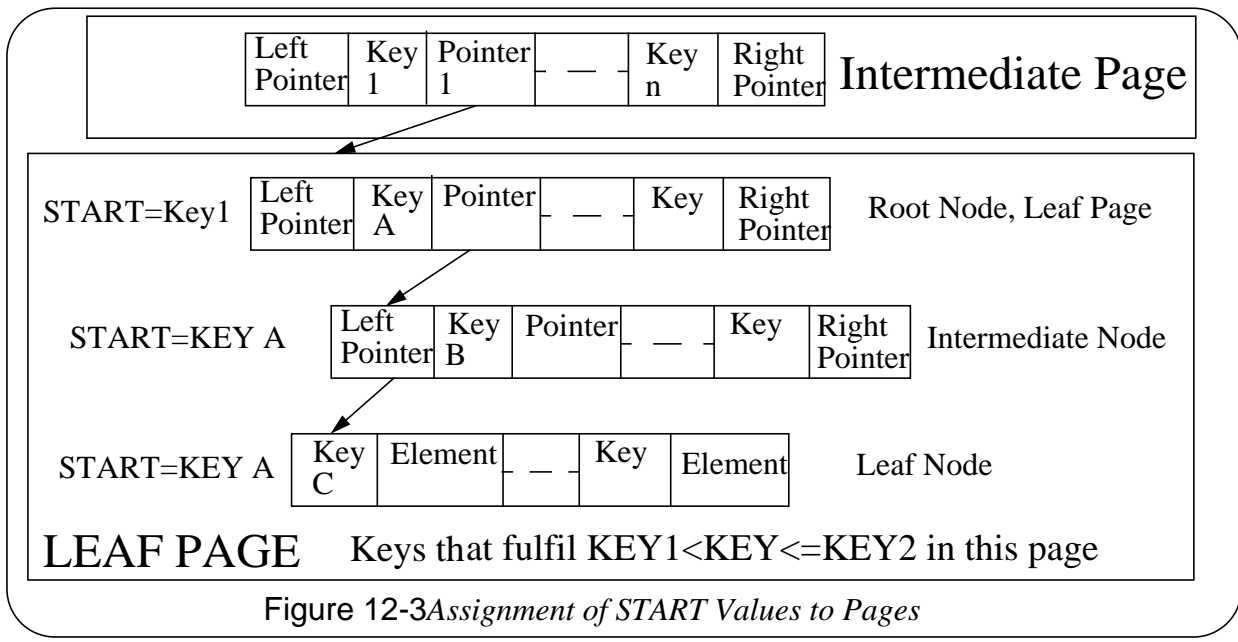 Left Pointer Key 1 Pointer 1 Key n Right Pointer Intermediate Page
START=Key1 Left Pointer Key A Pointer Key Right Pointer Root Node, Leaf Page
START=KEY A Left Pointer Key B Pointer Key Right Pointer Intermediate Node
START=KEY A Key C Element Key Element Leaf Node
LEAF PAGE Keys that fulfil KEY1<KEY<=KEY2 in this page
Figure 12-3Assignment of START Values to Pages